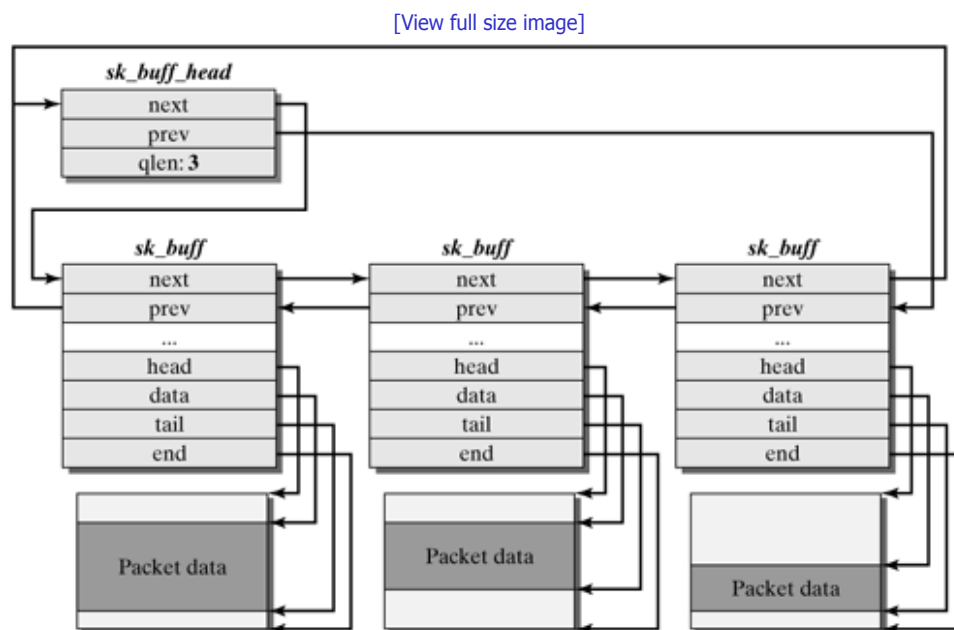 [View full size image]
sk_buff_head
next
prev
qlen: 3
sk_buff
next
prev
...
head
data
tail
end
Packet data
sk_buff
next
prev
...
head
data
tail
end
Packet data
sk_buff
next
prev
...
head
data
tail
end
Packet data